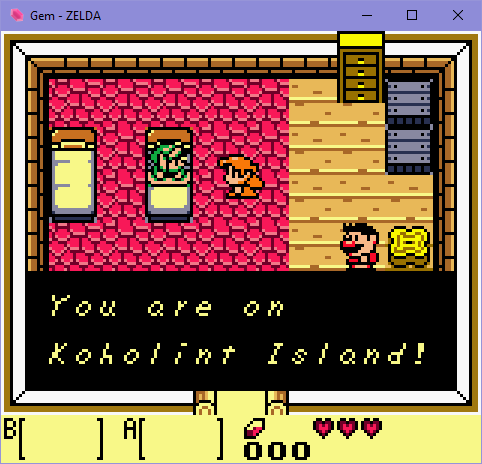 Gem - ZELDA
You are on
Koholint Island!
B[ ] A[ ]
000